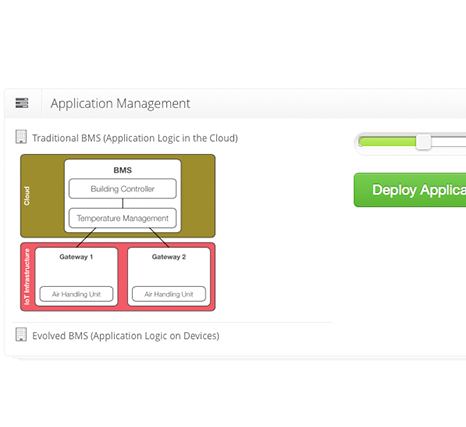 Application Management
Traditional BMS (Application Logic in the Cloud)
Cloud
BMS
Building Controller
Temperature Management
IoT Infrastructure
Gateway 1
Gateway 2
Air Handling Unit
Air Handling Unit
Evolved BMS (Application Logic on Devices)
Deploy Applica